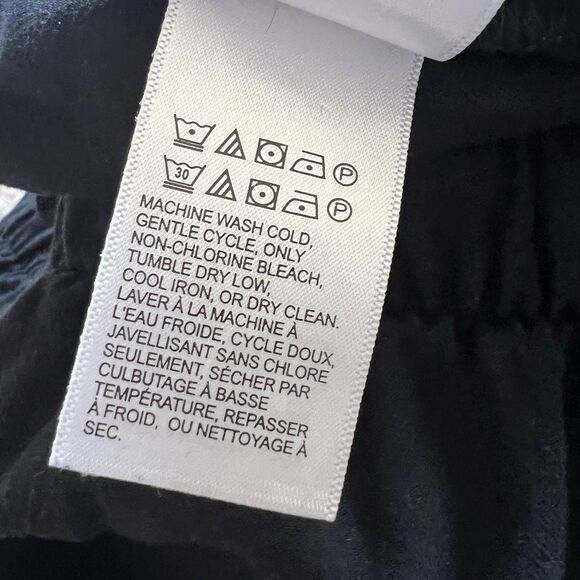 P
30 P
MACHINE WASH COLD,
GENTLE CYCLE, ONLY
NON-CHLORINE BLEACH,
TUMBLE DRY LOW,
COOL IRON, OR DRY CLEAN.
LAVER À LA MACHINE À
L'EAU FROIDE, CYCLE DOUX,
JAVELLISANT SANS CHLORE
SEULEMENT, SÉCHER PAR
CULBUTAGE À BASSE
TEMPÉRATURE, REPASSER
À FROID, OU NETTOYAGE À
SEC.